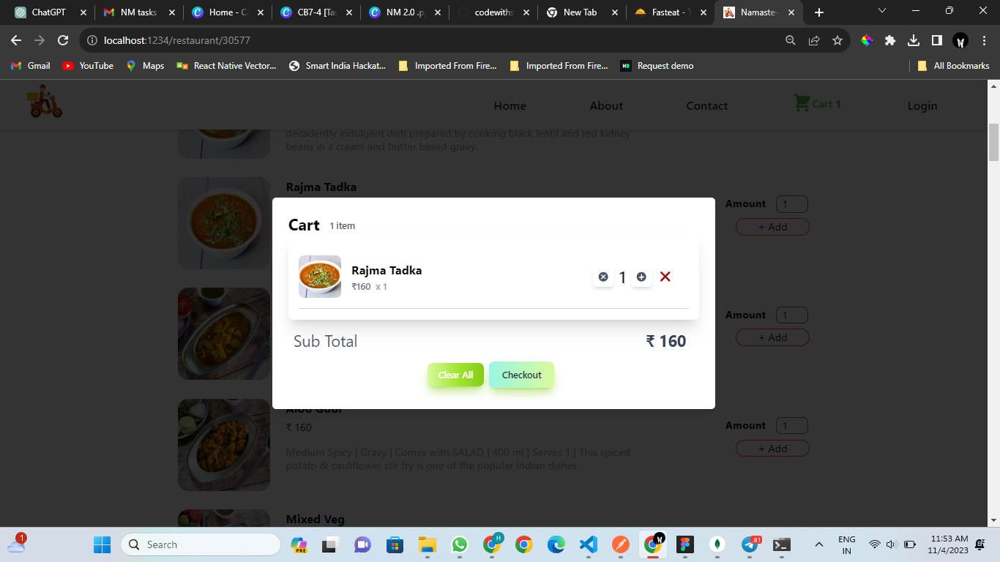 ChatGPT
NM tasks
Home - C
CB7-4 [Tas
NM 2.0 .p
codewiths
New Tab
Fasteat - T
Namaste-
localhost:1234/restaurant/30577
Gmail
YouTube
Maps
React Native Vector...
Smart India Hackat...
Imported From Fire...
Imported From Fire...
Request demo
All Bookmarks
Home
About
Contact
Cart 1
Login
decadently indulgent dish prepared by cooking black lentil and red kidney
beans in a cream and butter based gravy.
Rajma Tadka
Amount 1
+ Add
Cart 1 item
Rajma Tadka
₹160 x 1
1
Sub Total ₹ 160
Clear All
Checkout
Amount 1
+ Add
Aloo Gobi
₹ 160
Medium Spicy | Gravy | Comes with SALAD | 400 ml | Serves 1 | This spiced
potato & cauliflower stir fry is one of the popular Indian dishes
Amount 1
+ Add
Mixed Veg
1
Search
PRE
H
.81
ENG
IN
11:53 AM
11/4/2023